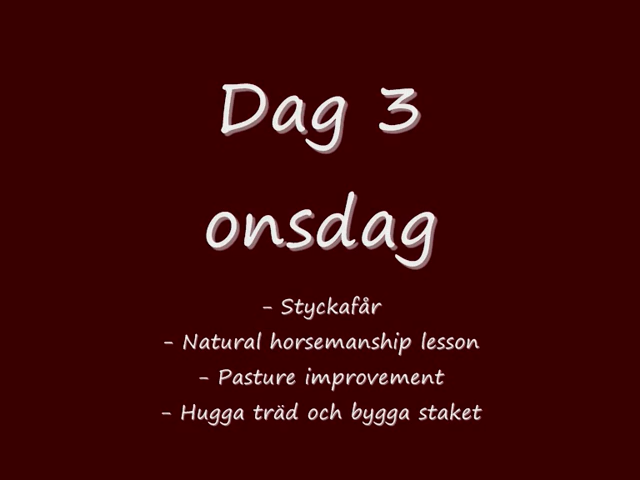 Dag 3
onsdag
- Styckafår
- Natural horsemanship lesson
- Pasture improvement
- Hugga träd och bygga staket